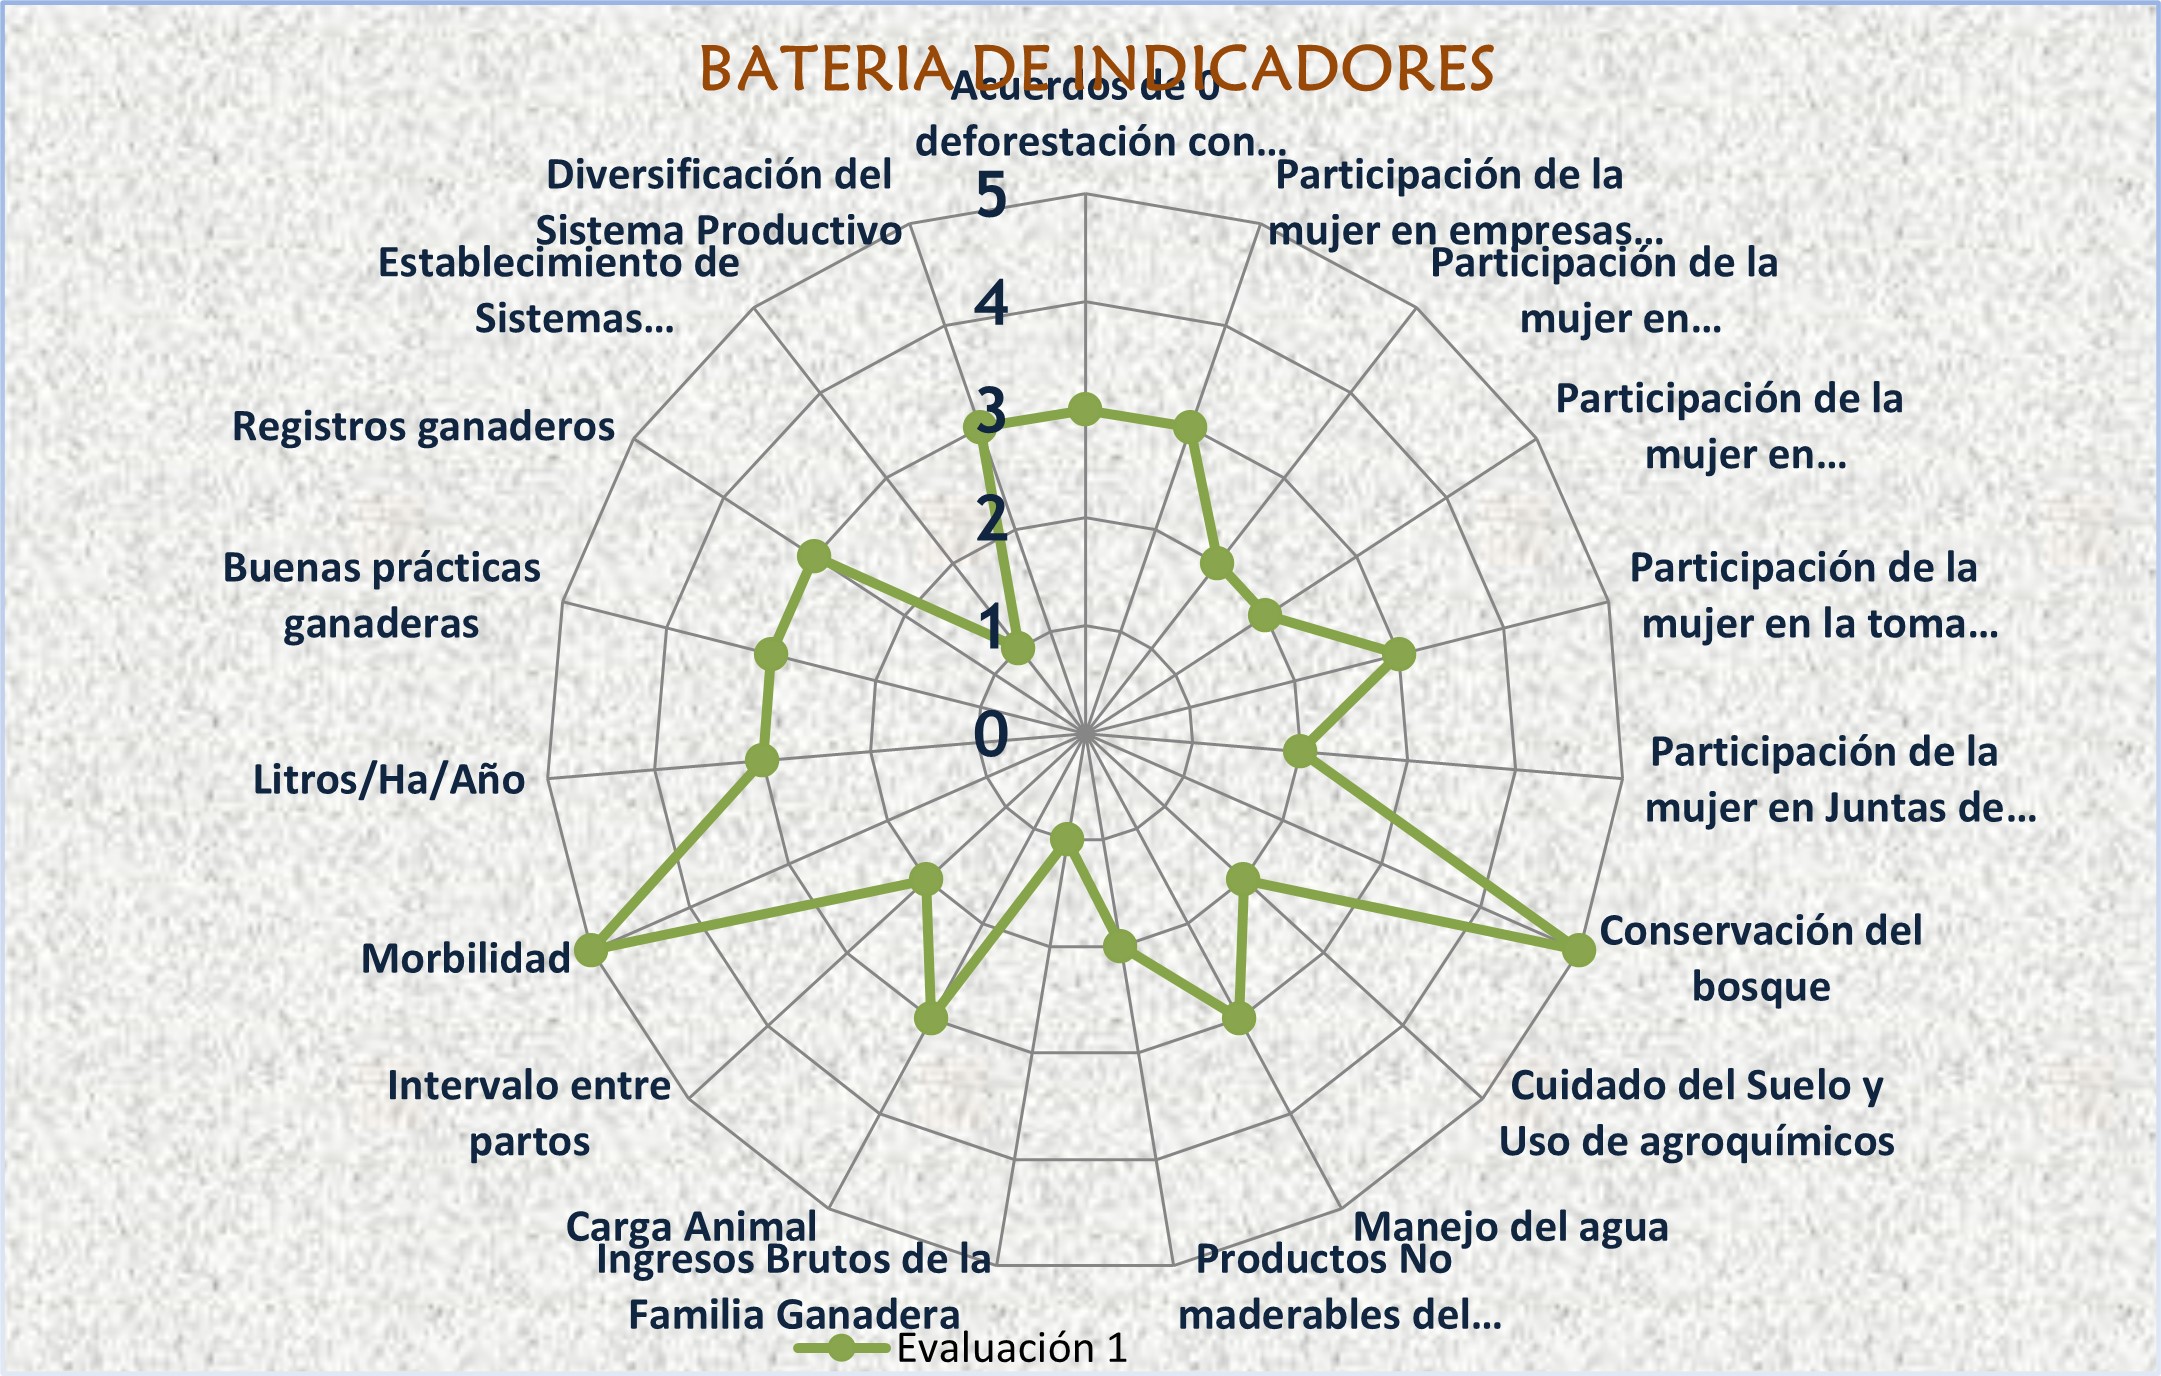 BATERIA DE INDICADORES
Acuerdos de 0
deforestación con...
Participación de la
mujer en empresas...
Participación de la
mujer en...
Participación de la
mujer en...
Participación de la
mujer en la toma...
Participación de la
mujer en Juntas de...
Conservación del
bosque
Cuidado del Suelo y
Uso de agroquímicos
Manejo del agua
Productos No
maderables del...
Ingresos Brutos de la
Familia Ganadera
Carga Animal
Intervalo entre
partos
Morbilidad
Litros/Ha/Año
Buenas prácticas
ganaderas
Registros ganaderos
Establecimiento de
Sistemas...
Diversificación del
Sistema Productivo
5
4
3
2
1
0
Evaluación 1